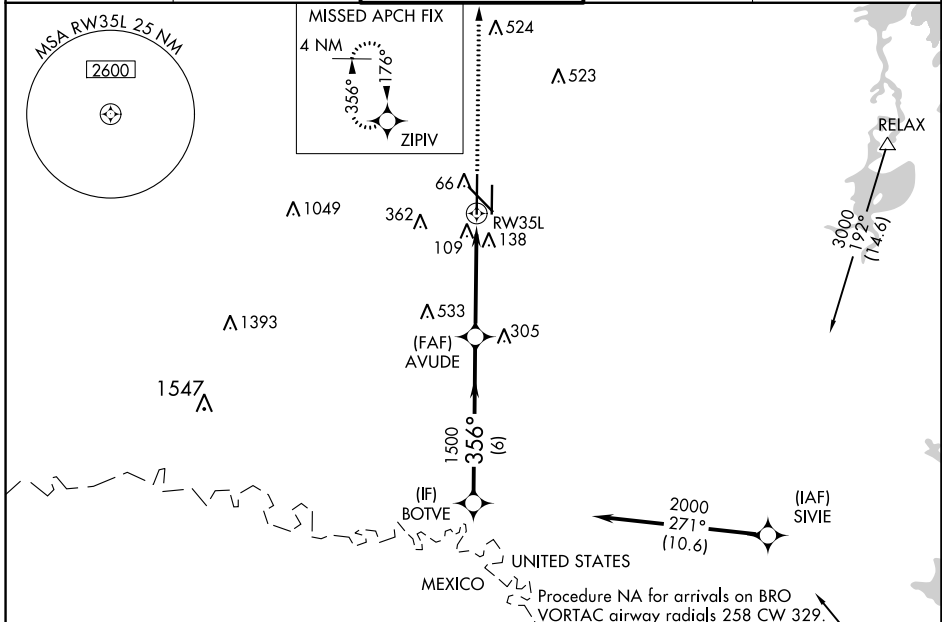 MSA RW35L 25 NM
2600
MISSED APCH FIX
4 NM
356°
176°
ZIPIV
524
523
RELAX
3000
192°
(14.6)
66
1049
362
RW35L
109
138
533
305
1393
(FAF)
AVUDE
1547
1500
356°
(6)
(IF)
BOTVE
2000
271°
(10.6)
(IAF)
SIVIE
UNITED STATES
MEXICO
Procedure NA for arrivals on BRO
VORTAC airway radials 258 CW 329.